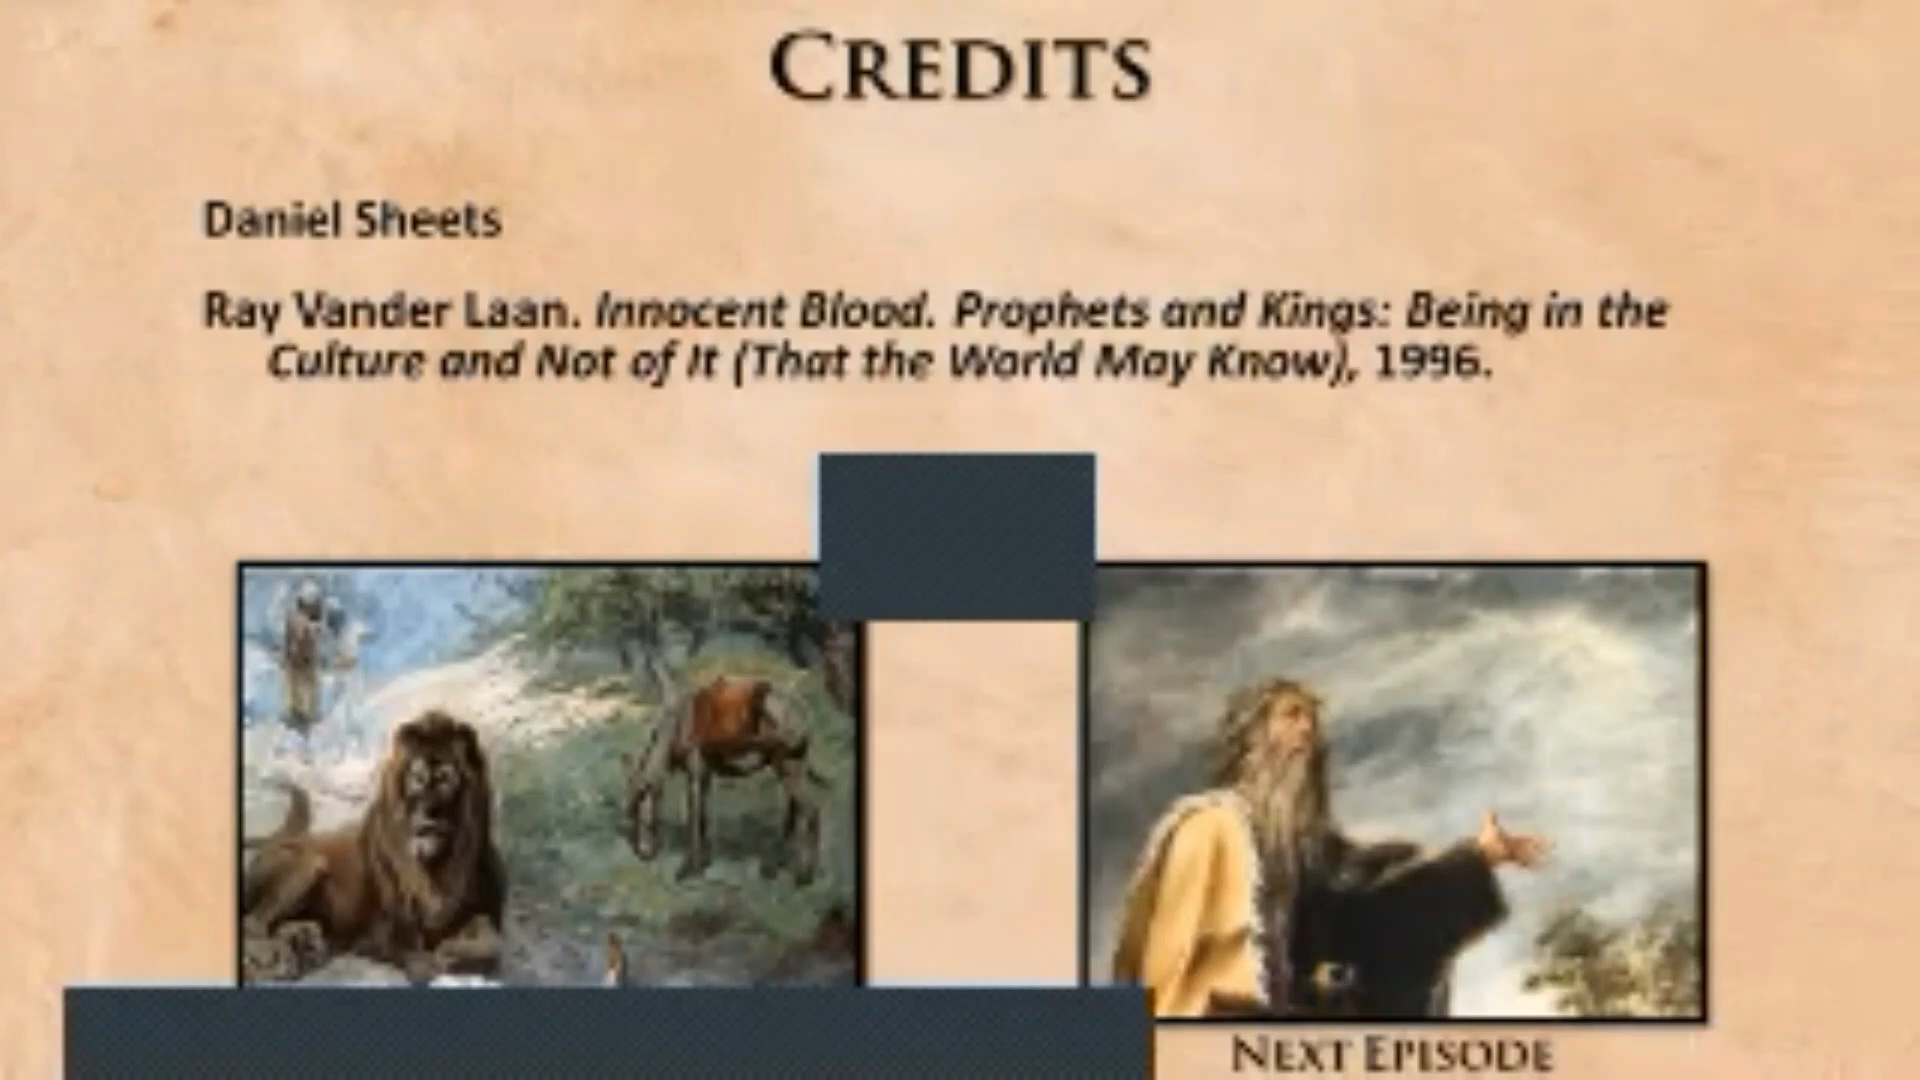 CREDITS
Daniel Sheets
Ray Vander Laan. Innocent Blood. Prophets and Kings: Being in the
Culture and Not of It (That the World May Know), 1996.
NEXT EPISODE